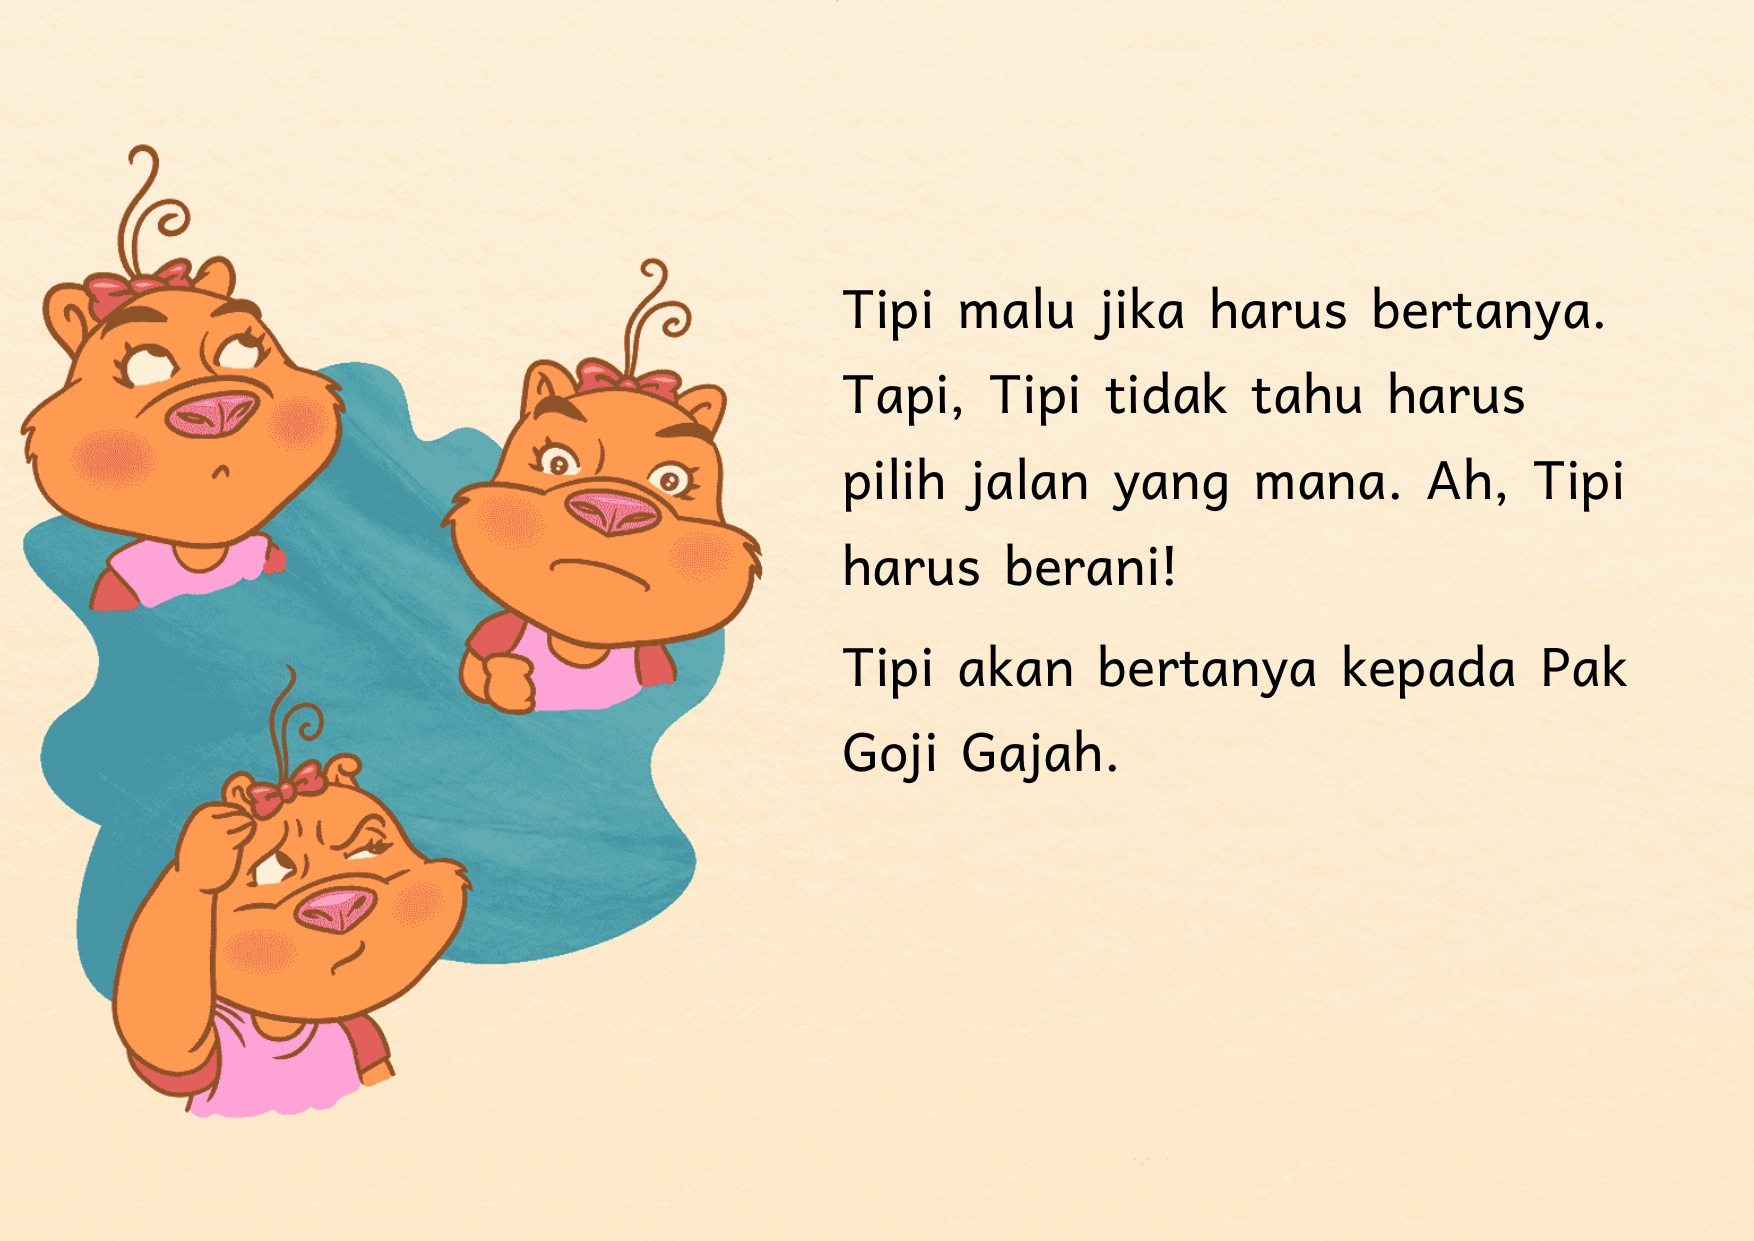 Tipi malu jika harus bertanya.
Tapi, Tipi tidak tahu harus
pilih jalan yang mana. Ah, Tipi
harus berani!
Tipi akan bertanya kepada Pak
Goji Gajah.